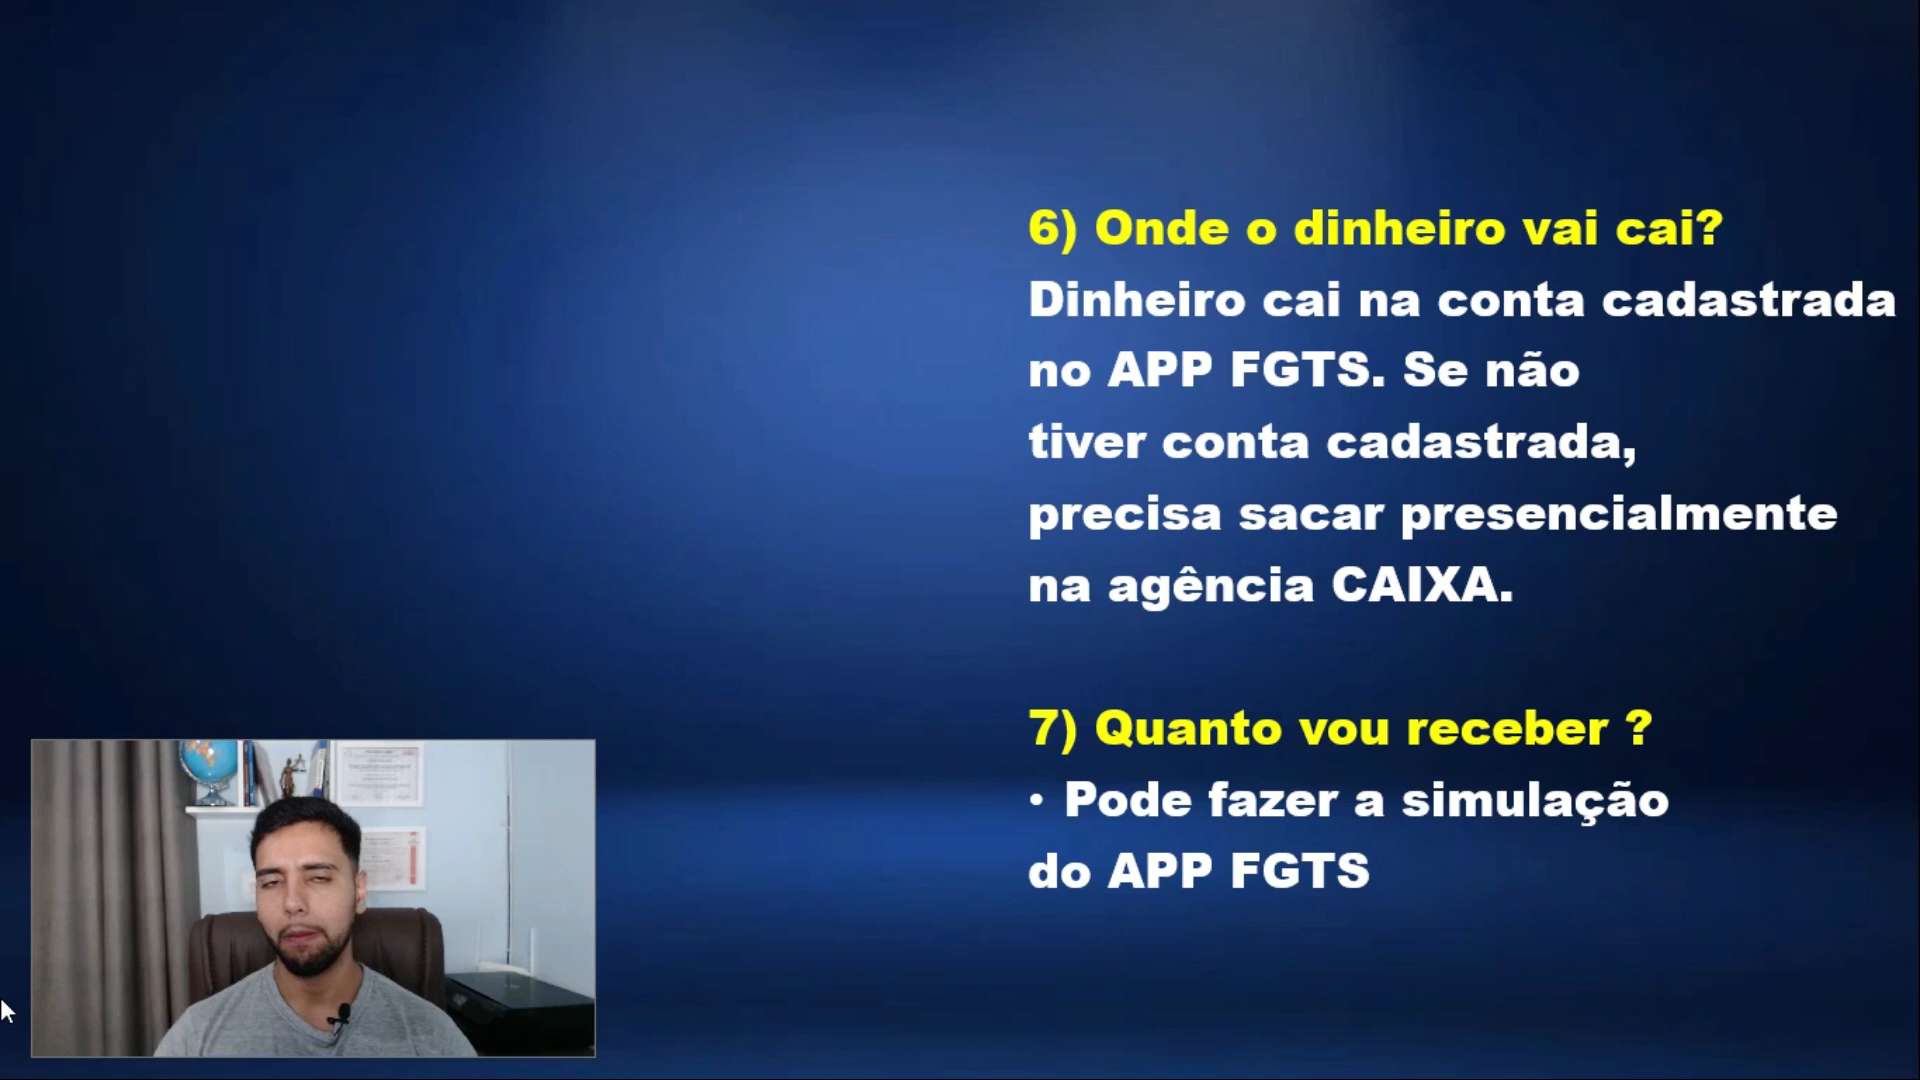 6) Onde o dinheiro vai cai?
Dinheiro cai na conta cadastrada
no APP FGTS. Se não
tiver conta cadastrada,
precisa sacar presencialmente
na agência CAIXA.
7) Quanto vou receber ?
• Pode fazer a simulação
do APP FGTS